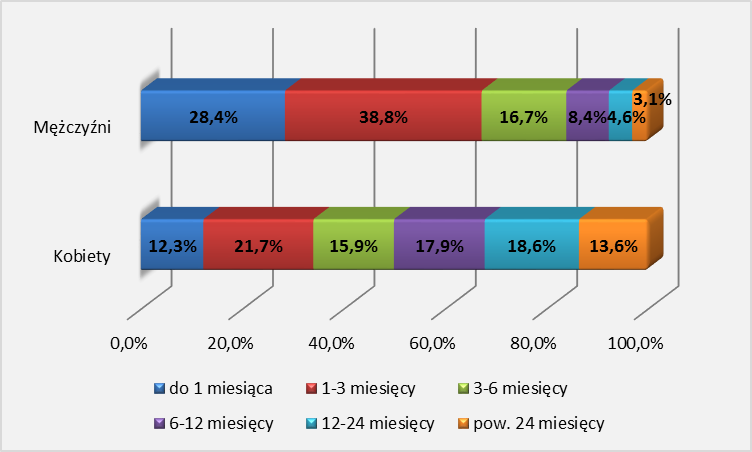 Mężczyźni
28,4% 38,8% 16,7% 8,4% 4,6% 3,1%
Kobiety
12,3% 21,7% 15,9% 17,9% 18,6% 13,6%
0,0% 20,0% 40,0% 60,0% 80,0% 100,0%
do 1 miesiąca 1-3 miesięcy 3-6 miesięcy
6-12 miesięcy 12-24 miesięcy pow. 24 miesięcy